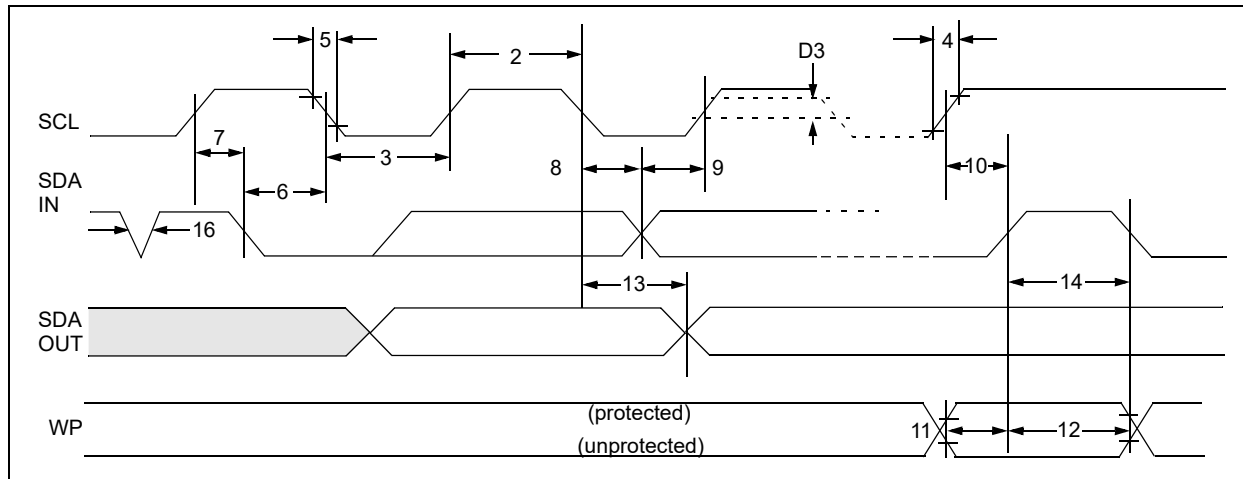 5
2
D3
4
SCL
7
3
8
9
10
6
SDA
IN
16
13
14
SDA
OUT
(protected)
WP
11
12
(unprotected)